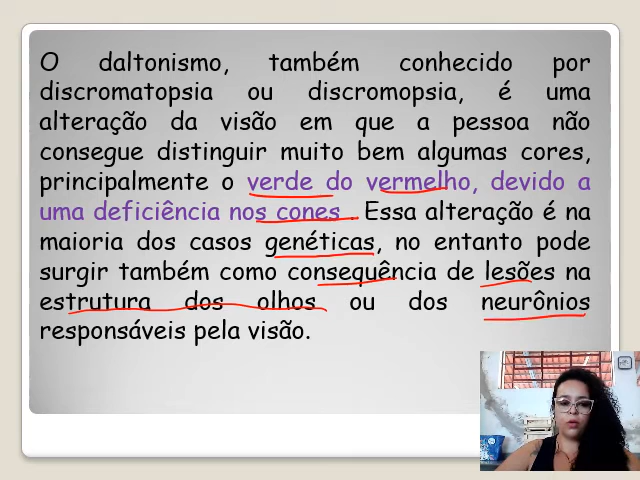 O daltonismo, também conhecido por
discromatopsia ou discromopsia, é uma
alteração da visão em que a pessoa não
consegue distinguir muito bem algumas cores,
principalmente o verde do vermelho, devido a
uma deficiência nos cones . Essa alteração é na
maioria dos casos genéticas, no entanto pode
surgir também como consequência de lesões na
estrutura dos olhos ou dos neurônios
responsáveis pela visão.